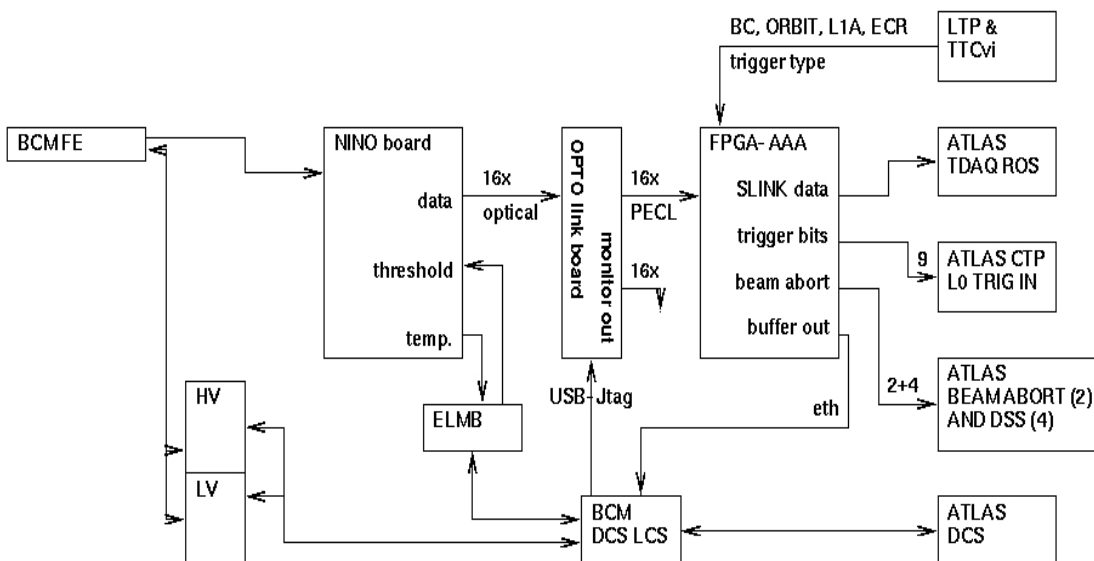 BC, ORBIT, L1A, ECR
trigger type
LTP &
TTCvi
BCMFE
NINO board
data
threshold
temp.
16x
optical
OPTO link board
monitor out
16x
PECL
16x
FPGA-AAA
SLINK data
trigger bits
beam abort
buffer out
ATLAS
TDAQ ROS
9
ATLAS CTP
L0 TRIG IN
2+4
ATLAS
BEAMABORT (2)
AND DSS (4)
HV
LV
ELMB
USB-Jtag
eth
BCM
DCS LCS
ATLAS
DCS